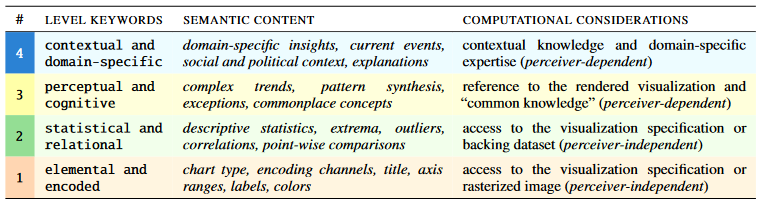 # LEVEL KEYWORDS SEMANTIC CONTENT COMPUTATIONAL CONSIDERATIONS
4 contextual and domain-specific insights, current events, contextual knowledge and domain-specific
domain-specific social and political context, explanations expertise (perceiver-dependent)
3 perceptual and complex trends, pattern synthesis, reference to the rendered visualization and
cognitive exceptions, commonplace concepts “common knowledge” (perceiver-dependent)
2 statistical and descriptive statistics, extrema, outliers, access to the visualization specification or
relational correlations, point-wise comparisons backing dataset (perceiver-independent)
1 elemental and chart type, encoding channels, title, axis access to the visualization specification or
encoded ranges, labels, colors rasterized image (perceiver-independent)